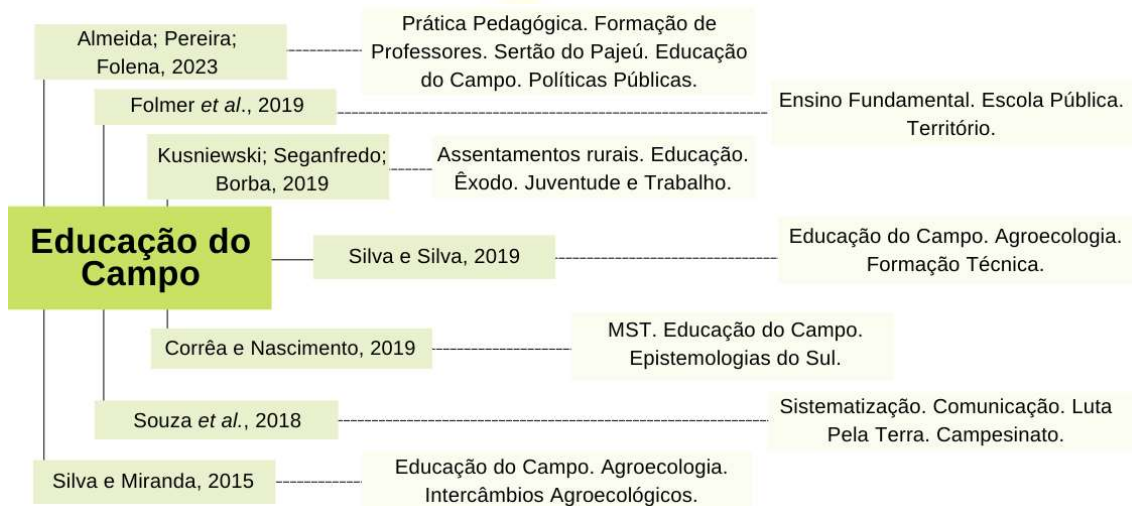 Almeida; Pereira;
Folena, 2023
Prática Pedagógica. Formação de
Professores. Sertão do Pajeú. Educação
do Campo. Políticas Públicas.
Folmer et al., 2019
Ensino Fundamental. Escola Pública.
Território.
Kusniewski; Seganfredo;
Borba, 2019
Assentamentos rurais. Educação.
Êxodo. Juventude e Trabalho.
Educação do
Campo
Silva e Silva, 2019
Educação do Campo. Agroecologia.
Formação Técnica.
Corrêa e Nascimento, 2019
MST. Educação do Campo.
Epistemologias do Sul.
Souza et al., 2018
Sistematização. Comunicação. Luta
Pela Terra. Campesinato.
Silva e Miranda, 2015
Educação do Campo. Agroecologia.
Intercâmbios Agroecológicos.